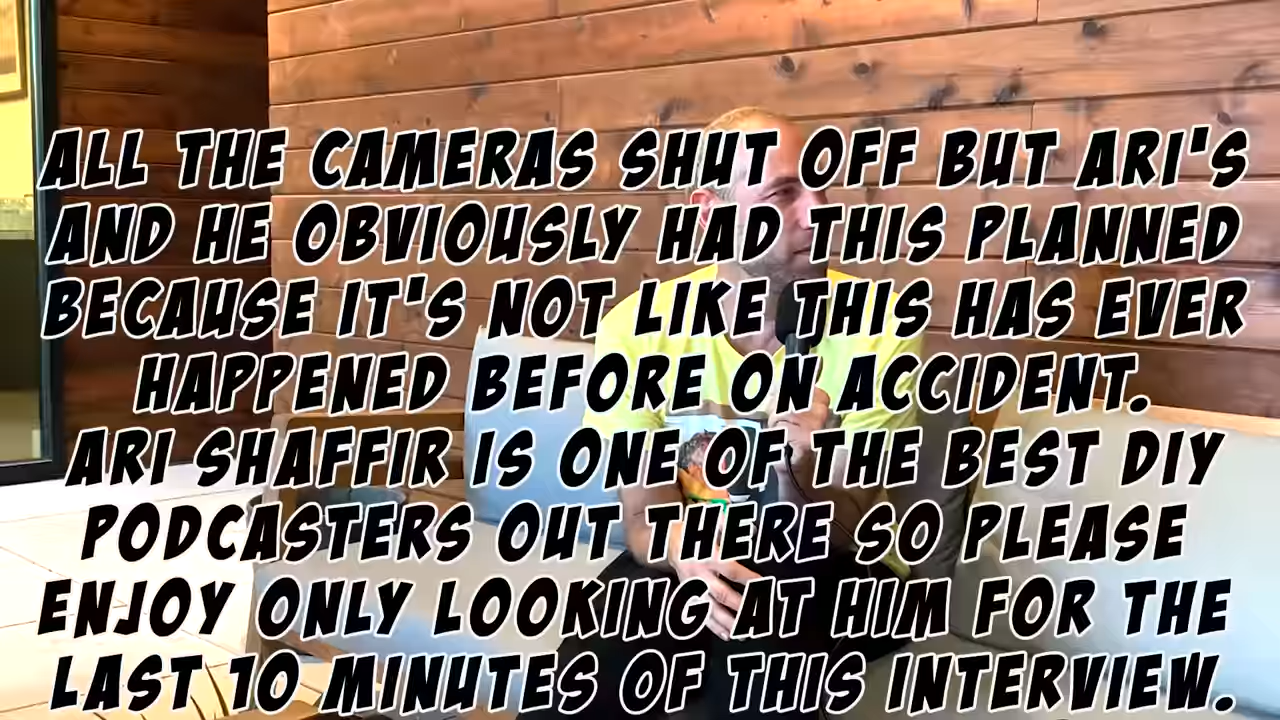 ALL THE CAMERAS SHUT OFF BUT ARI'S
AND HE OBVIOUSLY HAD THIS PLANNED
BECAUSE IT'S NOT LIKE THIS HAS EVER
HAPPENED BEFORE ON ACCIDENT.
ARI SHAFFIR IS ONE OF THE BEST DIY
PODCASTERS OUT THERE SO PLEASE
ENJOY ONLY LOOKING AT HIM FOR THE
LAST 10 MINUTES OF THIS INTERVIEW.